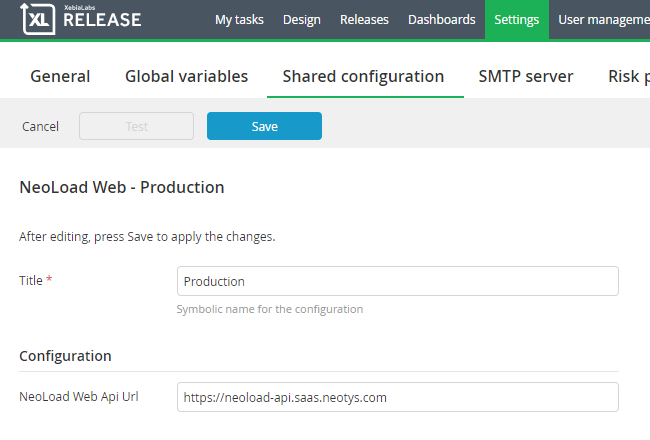 XL XebiaLabs RELEASE My tasks Design Releases Dashboards Settings User manageme
General Global variables Shared configuration SMTP server Risk p
Cancel Test Save
NeoLoad Web - Production
After editing, press Save to apply the changes.
Title * Production
Symbolic name for the configuration
Configuration
NeoLoad Web Api Url https://neoload-api.saas.neotys.com